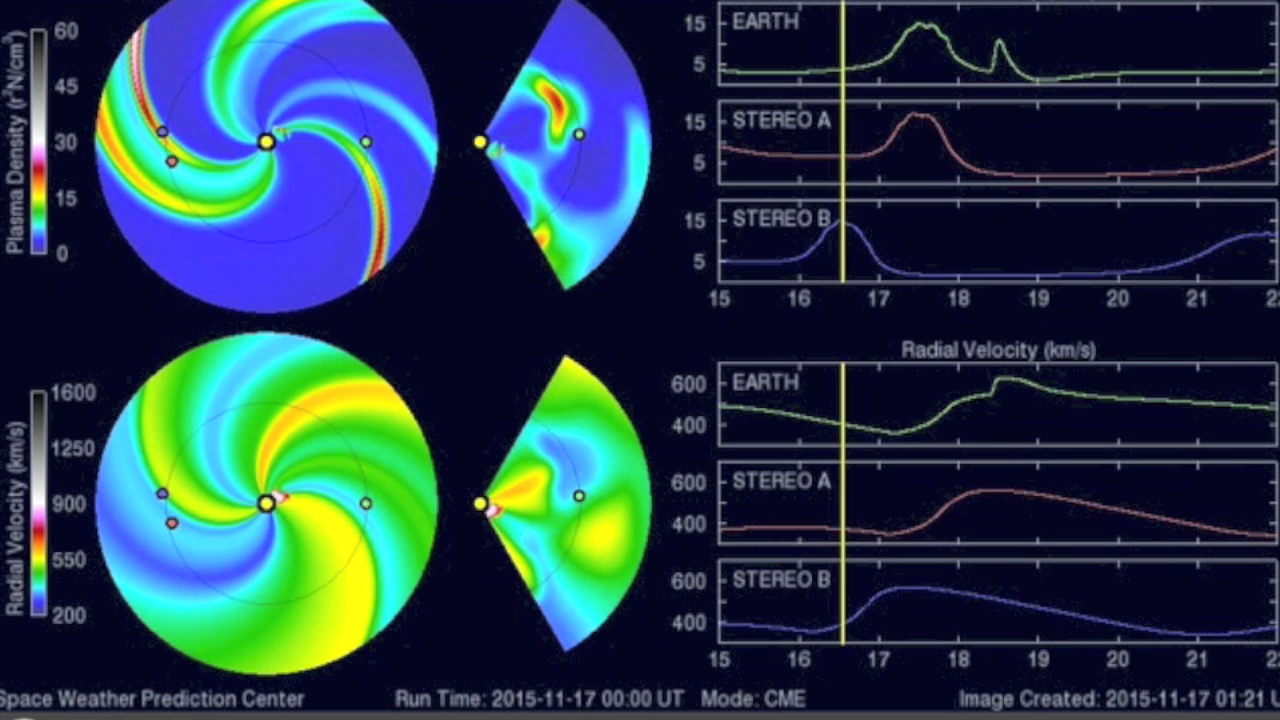 Plasma Density (r²N/cm³)
60
45
30
15
0
EARTH
15
5
STEREO A
15
5
STEREO B
15
5
15 16 17 18 19 20 21
Radial Velocity (km/s)
1600
1250
900
550
200
Radial Velocity (km/s)
EARTH
600
400
STEREO A
600
400
STEREO B
600
400
15 16 17 18 19 20 21
Space Weather Prediction Center Run Time: 2015-11-17 00:00 UT Mode: CME Image Created: 2015-11-17 01:21